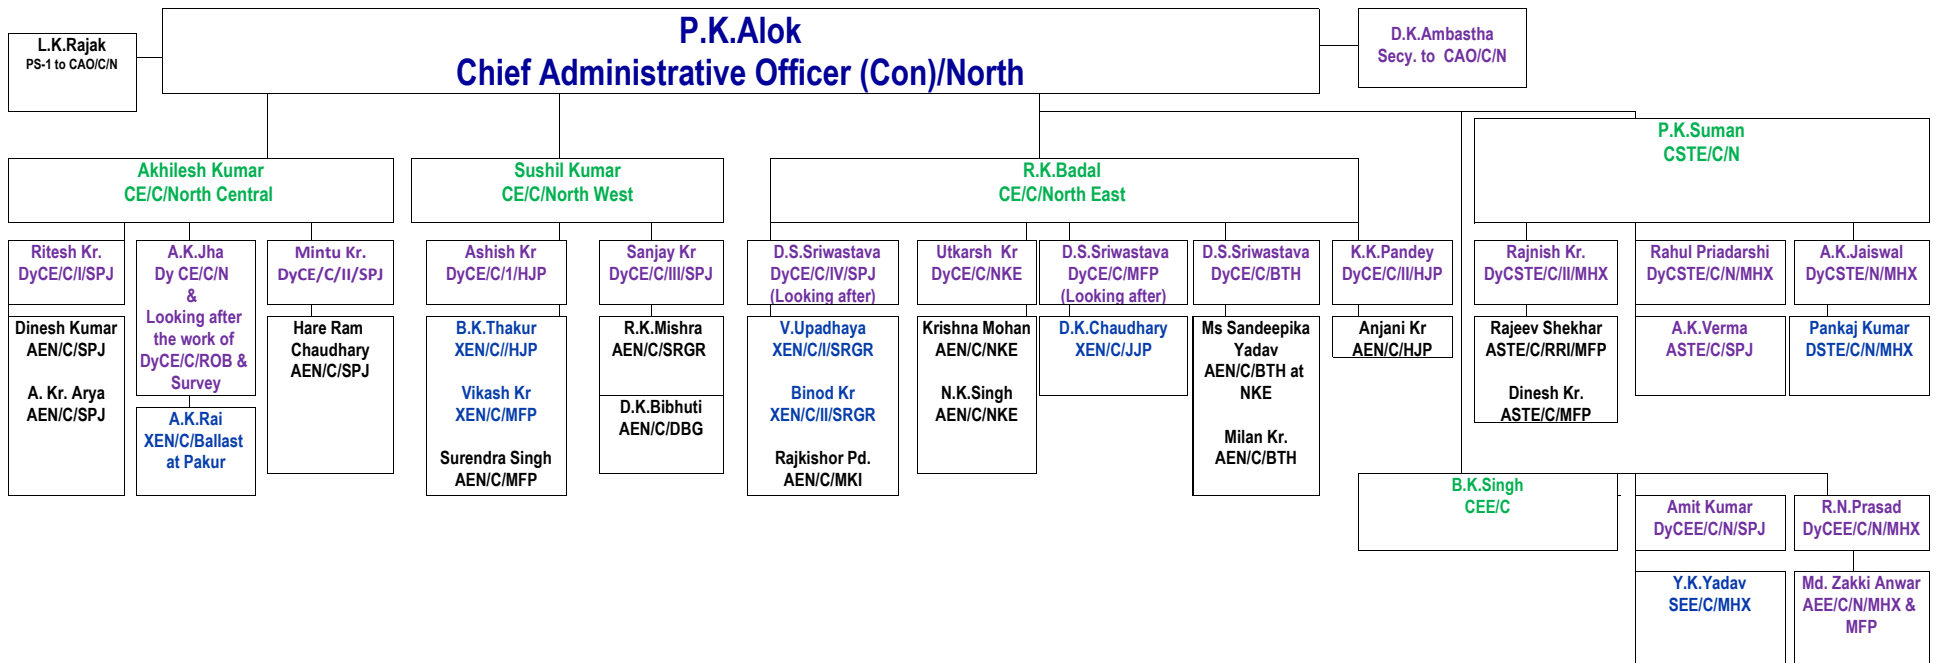 L.K.Rajak
PS-1 to CAO/C/N
P.K.Alok
Chief Administrative Officer (Con)/North
D.K.Ambastha
Secy. to CAO/C/N
Akhilesh Kumar
CE/C/North Central
Sushil Kumar
CE/C/North West
R.K.Badal
CE/C/North East
P.K.Suman
CSTE/C/N
Ritesh Kr.
DyCE/C/I/SPJ
A.K.Jha
Dy CE/C/N
&
Looking after
the work of
DyCE/C/ROB &
Survey
Mintu Kr.
DyCE/C/II/SPJ
Ashish Kr
DyCE/C/1/HJP
Sanjay Kr
DyCE/C/III/SPJ
D.S.Sriwastava
DyCE/C/IV/SPJ
(Looking after)
Utkarsh Kr
DyCE/C/NKE
D.S.Sriwastava
DyCE/C/MFP
(Looking after)
D.S.Sriwastava
DyCE/C/BTH
K.K.Pandey
DyCE/C/II/HJP
Rajnish Kr.
DyCSTE/C/II/MHX
Rahul Priadarshi
DyCSTE/C/N/MHX
A.K.Jaiswal
DyCSTE/N/MHX
Dinesh Kumar
AEN/C/SPJ
A. Kr. Arya
AEN/C/SPJ
A.K.Rai
XEN/C/Ballast
at Pakur
Hare Ram
Chaudhary
AEN/C/SPJ
B.K.Thakur
XEN/C//HJP
Vikash Kr
XEN/C/MFP
Surendra Singh
AEN/C/MFP
R.K.Mishra
AEN/C/SRGR
D.K.Bibhuti
AEN/C/DBG
V.Upadhaya
XEN/C/I/SRGR
Binod Kr
XEN/C/II/SRGR
Rajkishor Pd.
AEN/C/MKI
Krishna Mohan
AEN/C/NKE
N.K.Singh
AEN/C/NKE
D.K.Chaudhary
XEN/C/JJP
Ms Sandeepika
Yadav
AEN/C/BTH at
NKE
Milan Kr.
AEN/C/BTH
Anjani Kr
AEN/C/HJP
Rajeev Shekhar
ASTE/C/RRI/MFP
Dinesh Kr.
ASTE/C/MFP
A.K.Verma
ASTE/C/SPJ
Pankaj Kumar
DSTE/C/N/MHX
B.K.Singh
CEE/C
Amit Kumar
DyCEE/C/N/SPJ
R.N.Prasad
DyCEE/C/N/MHX
Y.K.Yadav
SEE/C/MHX
Md. Zakki Anwar
AEE/C/N/MHX &
MFP